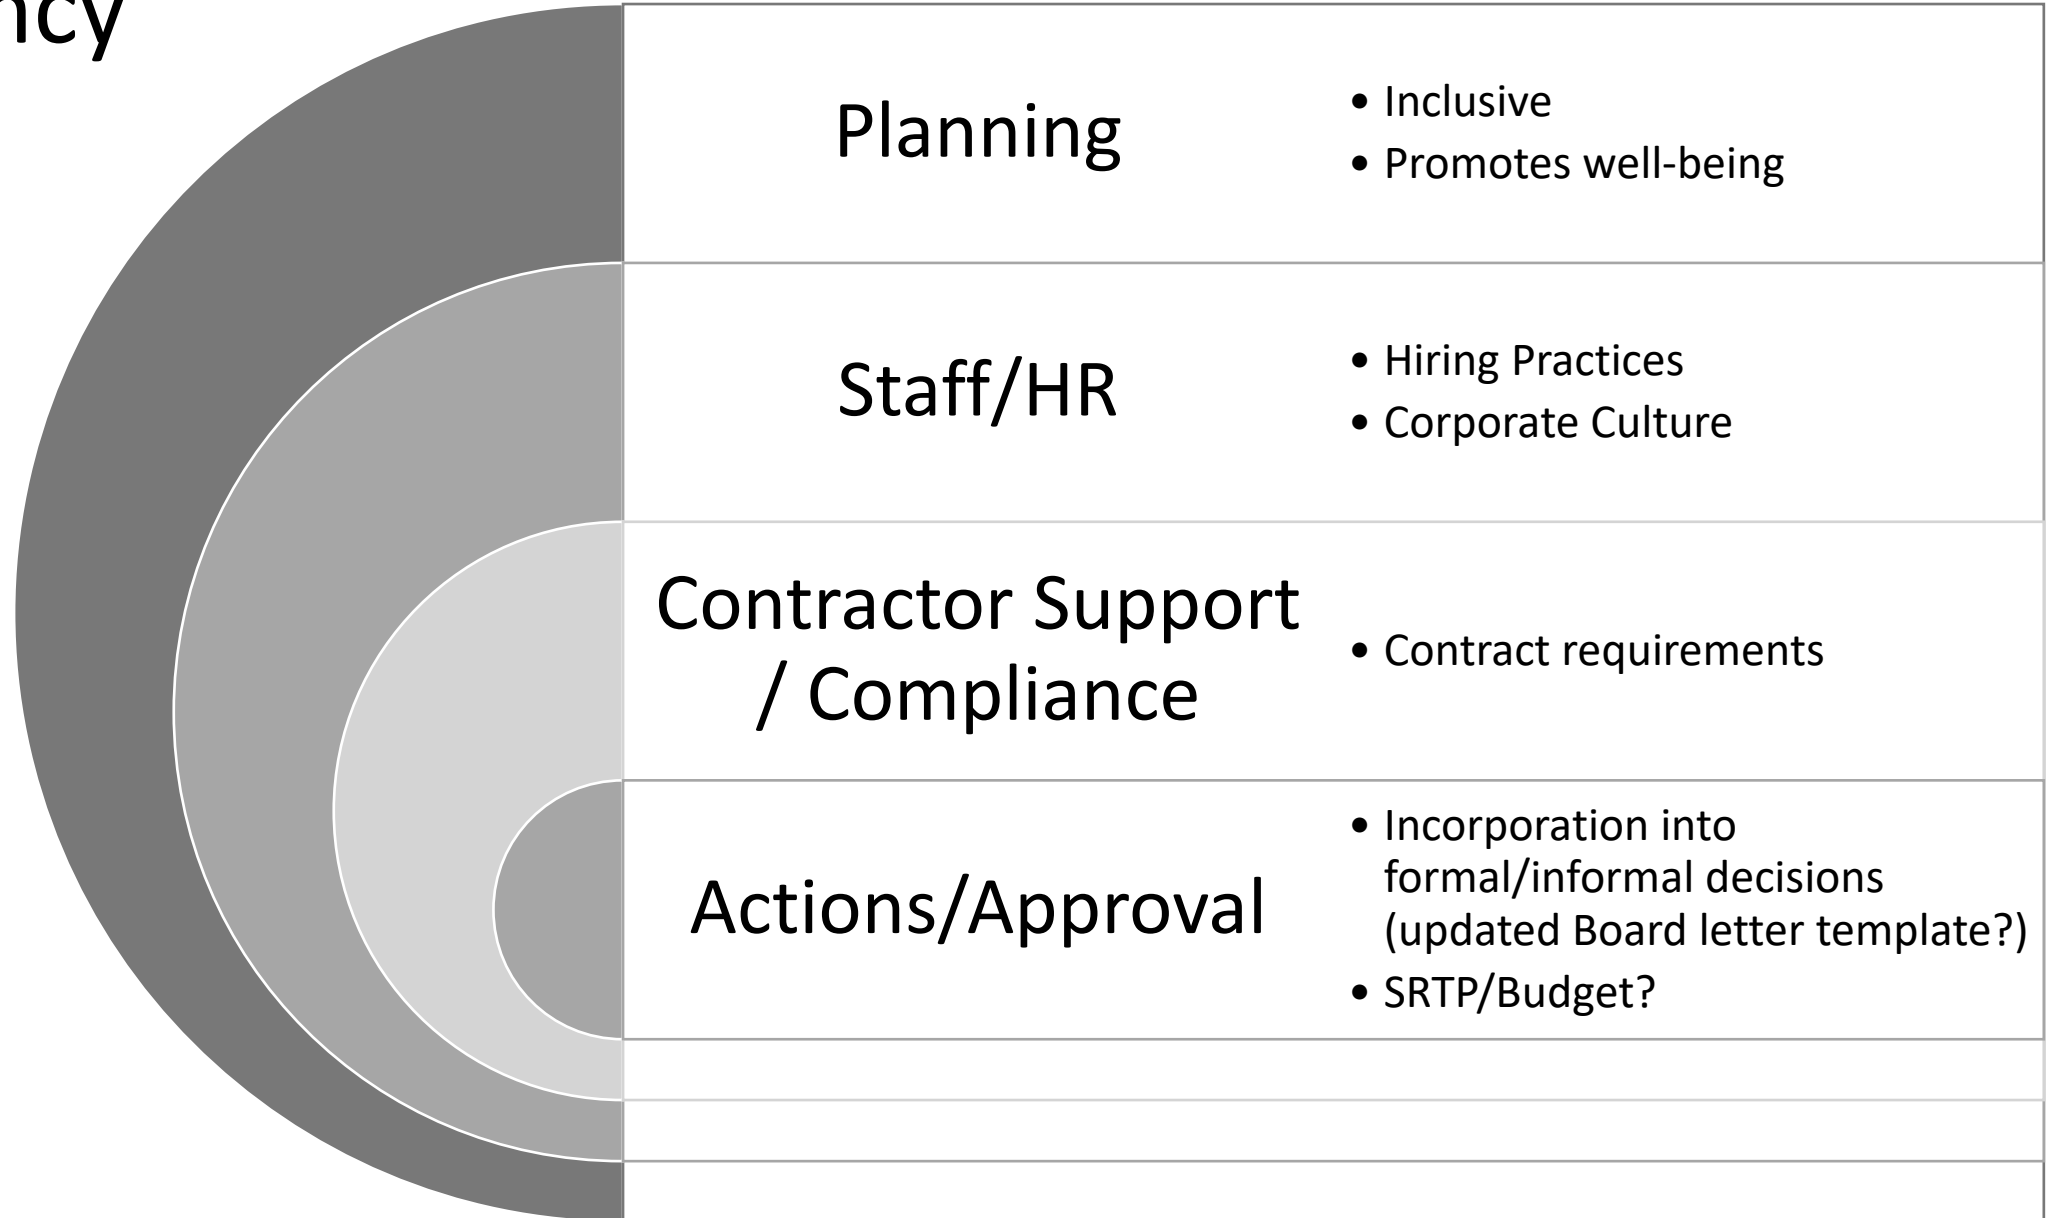 ncy
Planning
• Inclusive
• Promotes well-being
Staff/HR
• Hiring Practices
• Corporate Culture
Contractor Support
/ Compliance
• Contract requirements
Actions/Approval
• Incorporation into
formal/informal decisions
(updated Board letter template?)
• SRTP/Budget?